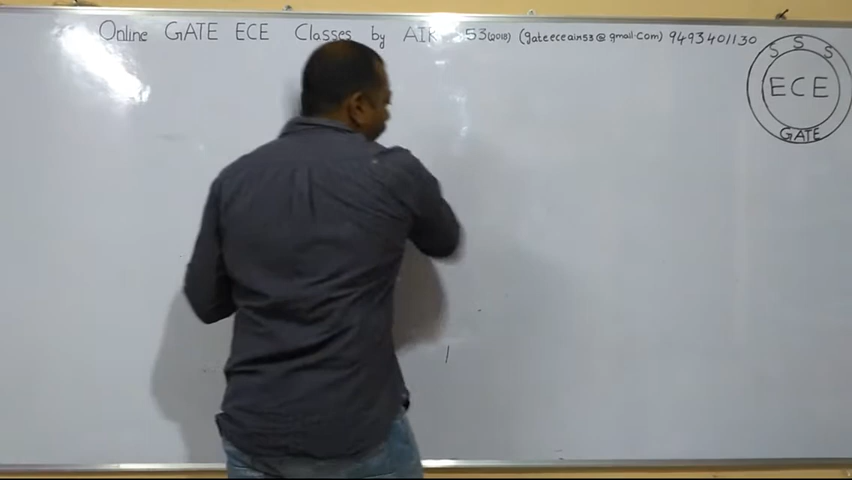 Online GATE ECE Classes by AIR 53(2018) (gateeceair53@gmail.com) 9493401130
S S S
ECE
GATE